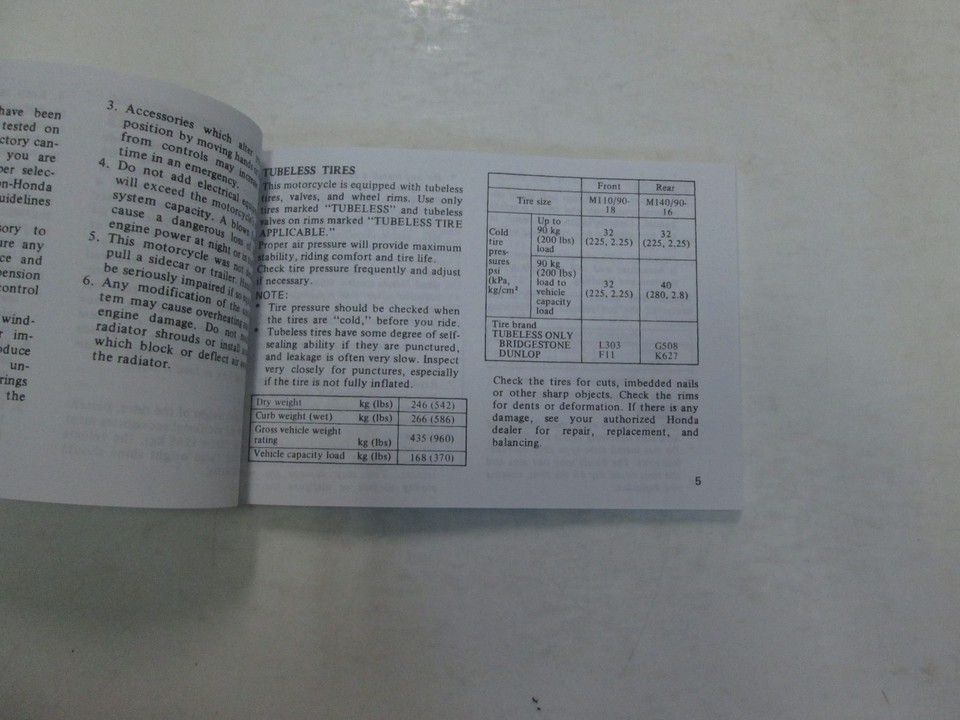 have been
tested on
ctory can-
you are
per selec-
n-Honda
uidelines
sory to
are any
ce and
pension
control
wind-
r im-
oduce
un-
rings
the
3. Accessories which alter
position by moving hands
from controls may increase
time in an emergency.
4. Do not add electrical
will exceed the motorcycle
system capacity. A blown
cause a dangerous loss of
engine power at night or in
5. This motorcycle was not
pull a sidecar or trailer.
be seriously impaired if so
6. Any modification of the
tem may cause overheating
engine damage. Do not
radiator shrouds or install
which block or deflect air
the radiator.
TUBELESS TIRES
This motorcycle is equipped with tubeless
tires, valves, and wheel rims. Use only
tires marked "TUBELESS" and tubeless
valves on rims marked "TUBELESS TIRE
APPLICABLE."
Proper air pressure will provide maximum
stability, riding comfort and tire life.
Check tire pressure frequently and adjust
if necessary.
NOTE:
• Tire pressure should be checked when
the tires are "cold," before you ride.
• Tubeless tires have some degree of self-
sealing ability if they are punctured,
and leakage is often very slow. Inspect
very closely for punctures, especially
if the tire is not fully inflated.
Dry weight kg (lbs) 246 (542)
Curb weight (wet) kg (lbs) 266 (586)
Gross vehicle weight
rating kg (lbs) 435 (960)
Vehicle capacity load kg (lbs) 168 (370)
Front Rear
Tire size M110/90-18 M140/90-16
Cold tire pres-sures psi (kPa, kg/cm²
Up to 90 kg (200 lbs) load 32 (225, 2.25) 32 (225, 2.25)
90 kg (200 lbs) load to vehicle capacity load 32 (225, 2.25) 40 (280, 2.8)
Tire brand
TUBELESS ONLY
BRIDGESTONE L303 G508
DUNLOP F11 K627
Check the tires for cuts, imbedded nails
or other sharp objects. Check the rims
for dents or deformation. If there is any
damage, see your authorized Honda
dealer for repair, replacement, and
balancing.
5